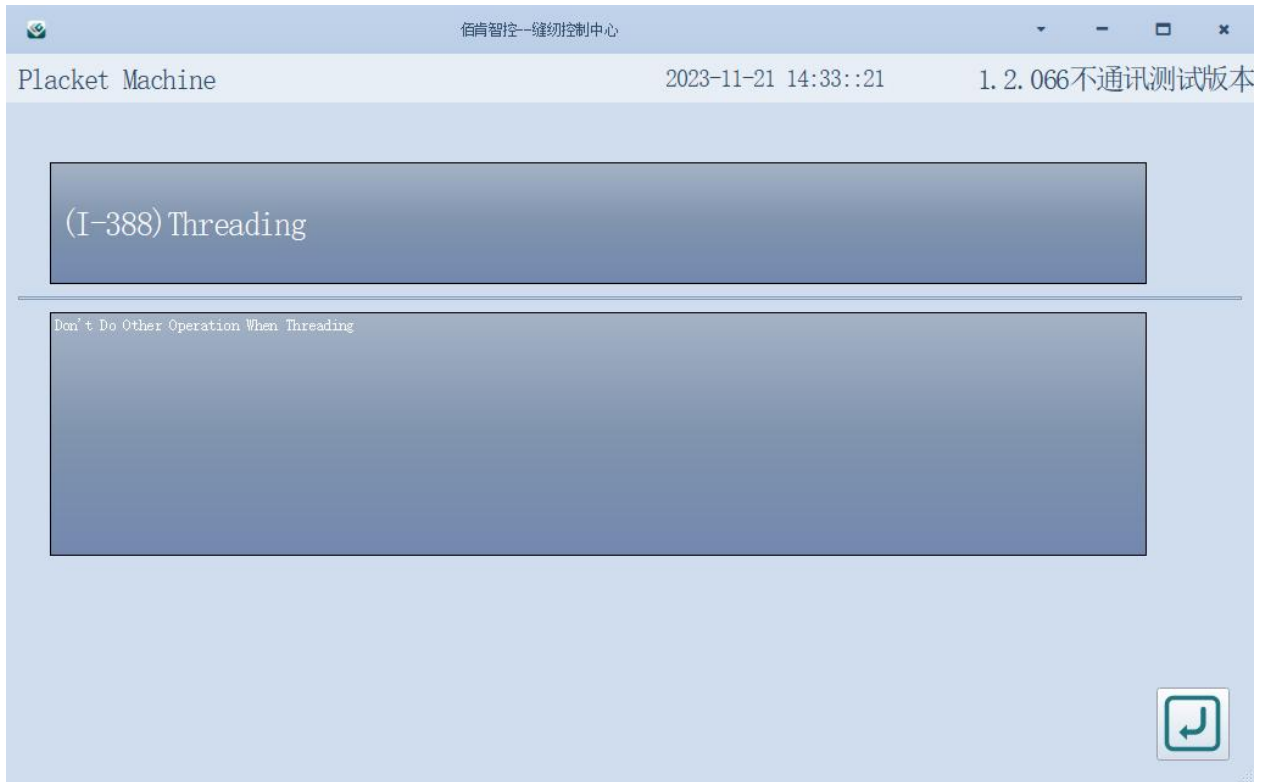 佰肯智控--缝纫控制中心
Placket Machine 2023-11-21 14:33::21 1.2.066不通讯测试版本
(I-388)Threading
Don't Do Other Operation When Threading